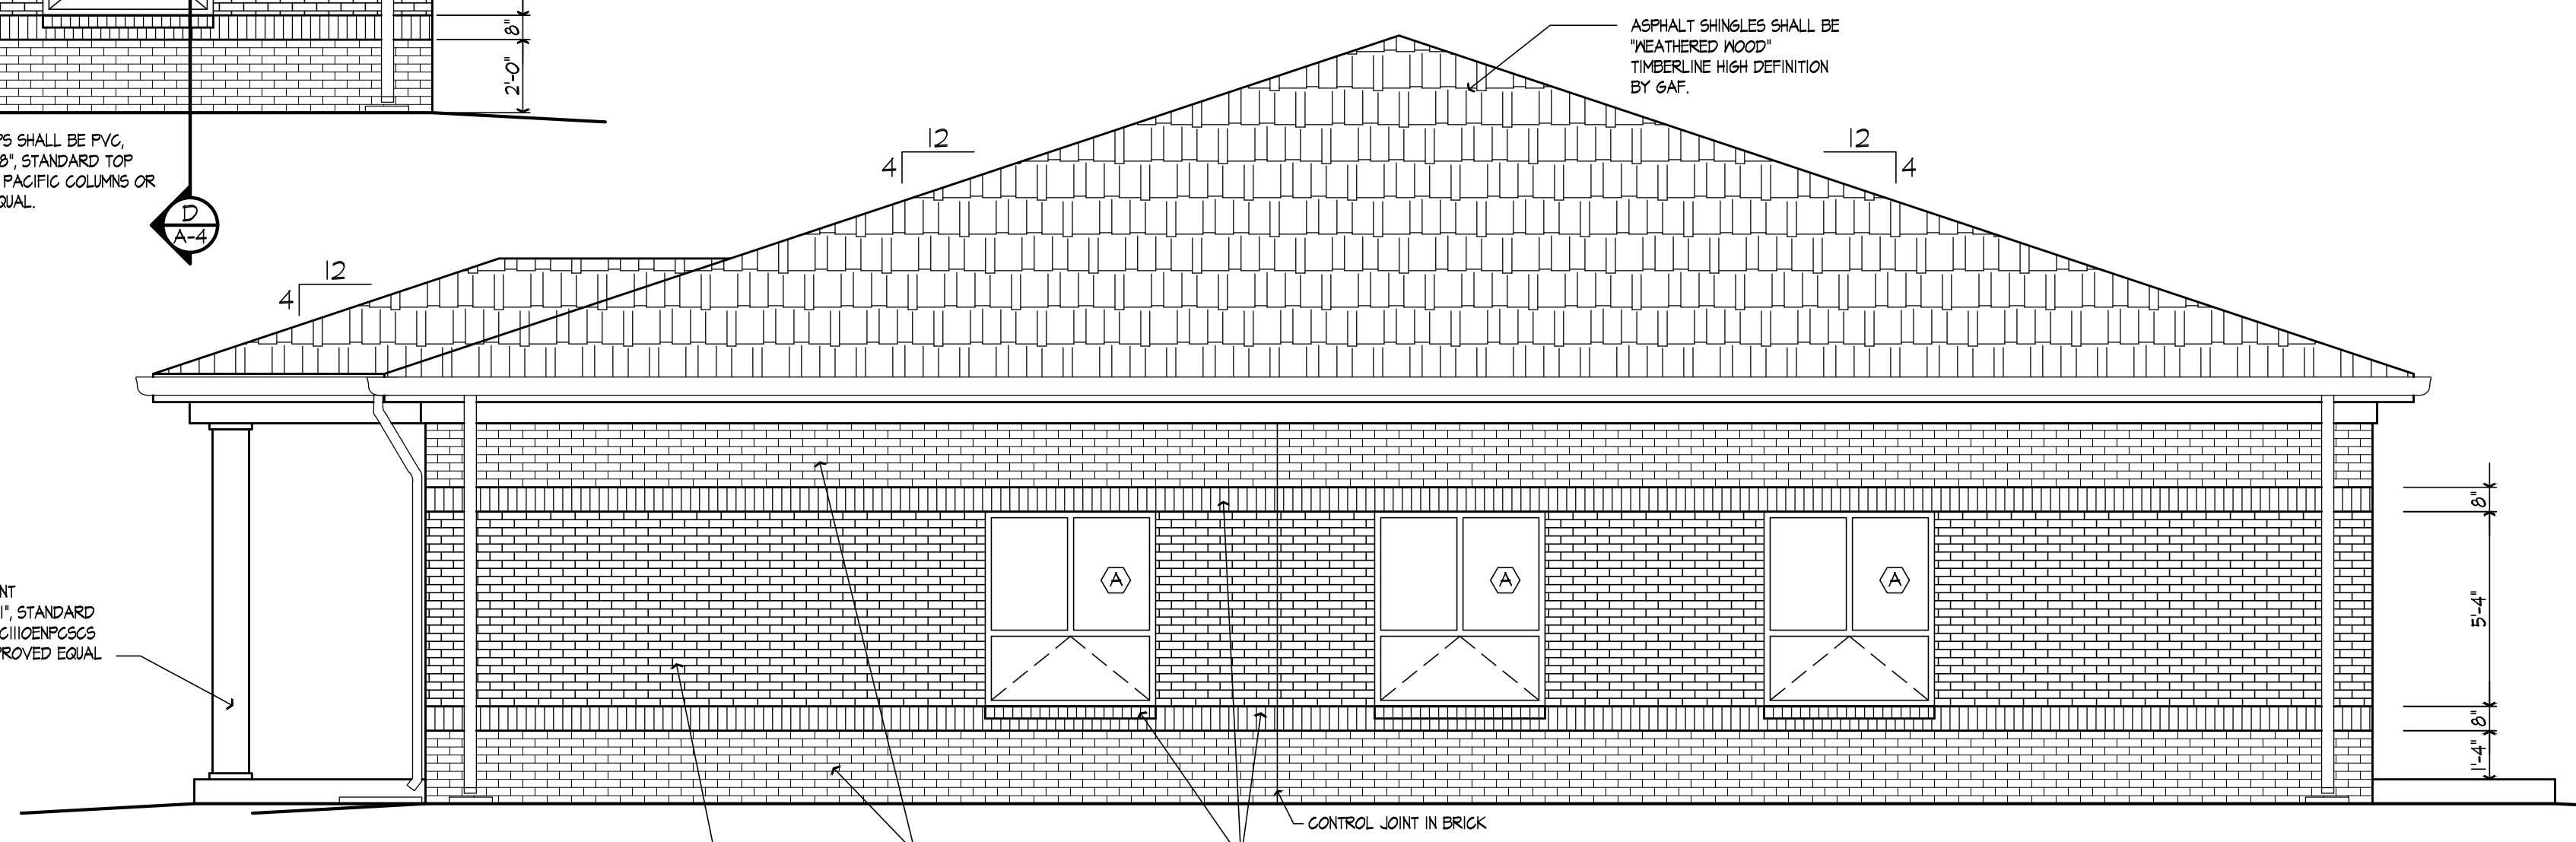 8"
2'-0"
ASPHALT SHINGLES SHALL BE
"WEATHERED WOOD"
TIMBERLINE HIGH DEFINITION
BY GAF.
PS SHALL BE PVC,
8", STANDARD TOP
PACIFIC COLUMNS OR
QUAL.
D
A-4
12
4
12
4
12
4
8"
5'-4"
8"
1'-4"
A
A
A
NT
1", STANDARD
C1110ENPCSCS
PROVED EQUAL
CONTROL JOINT IN BRICK